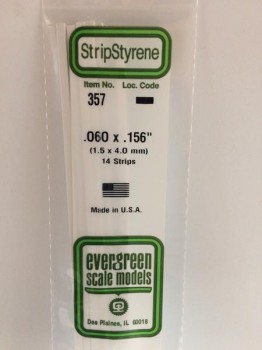 StripStyrene
Item No. Loc. Code
357
.060 x .156"
(1.5 x 4.0 mm)
14 Strips
Made in U.S.A.
evergreen
scale models
Des Plaines, IL 60018